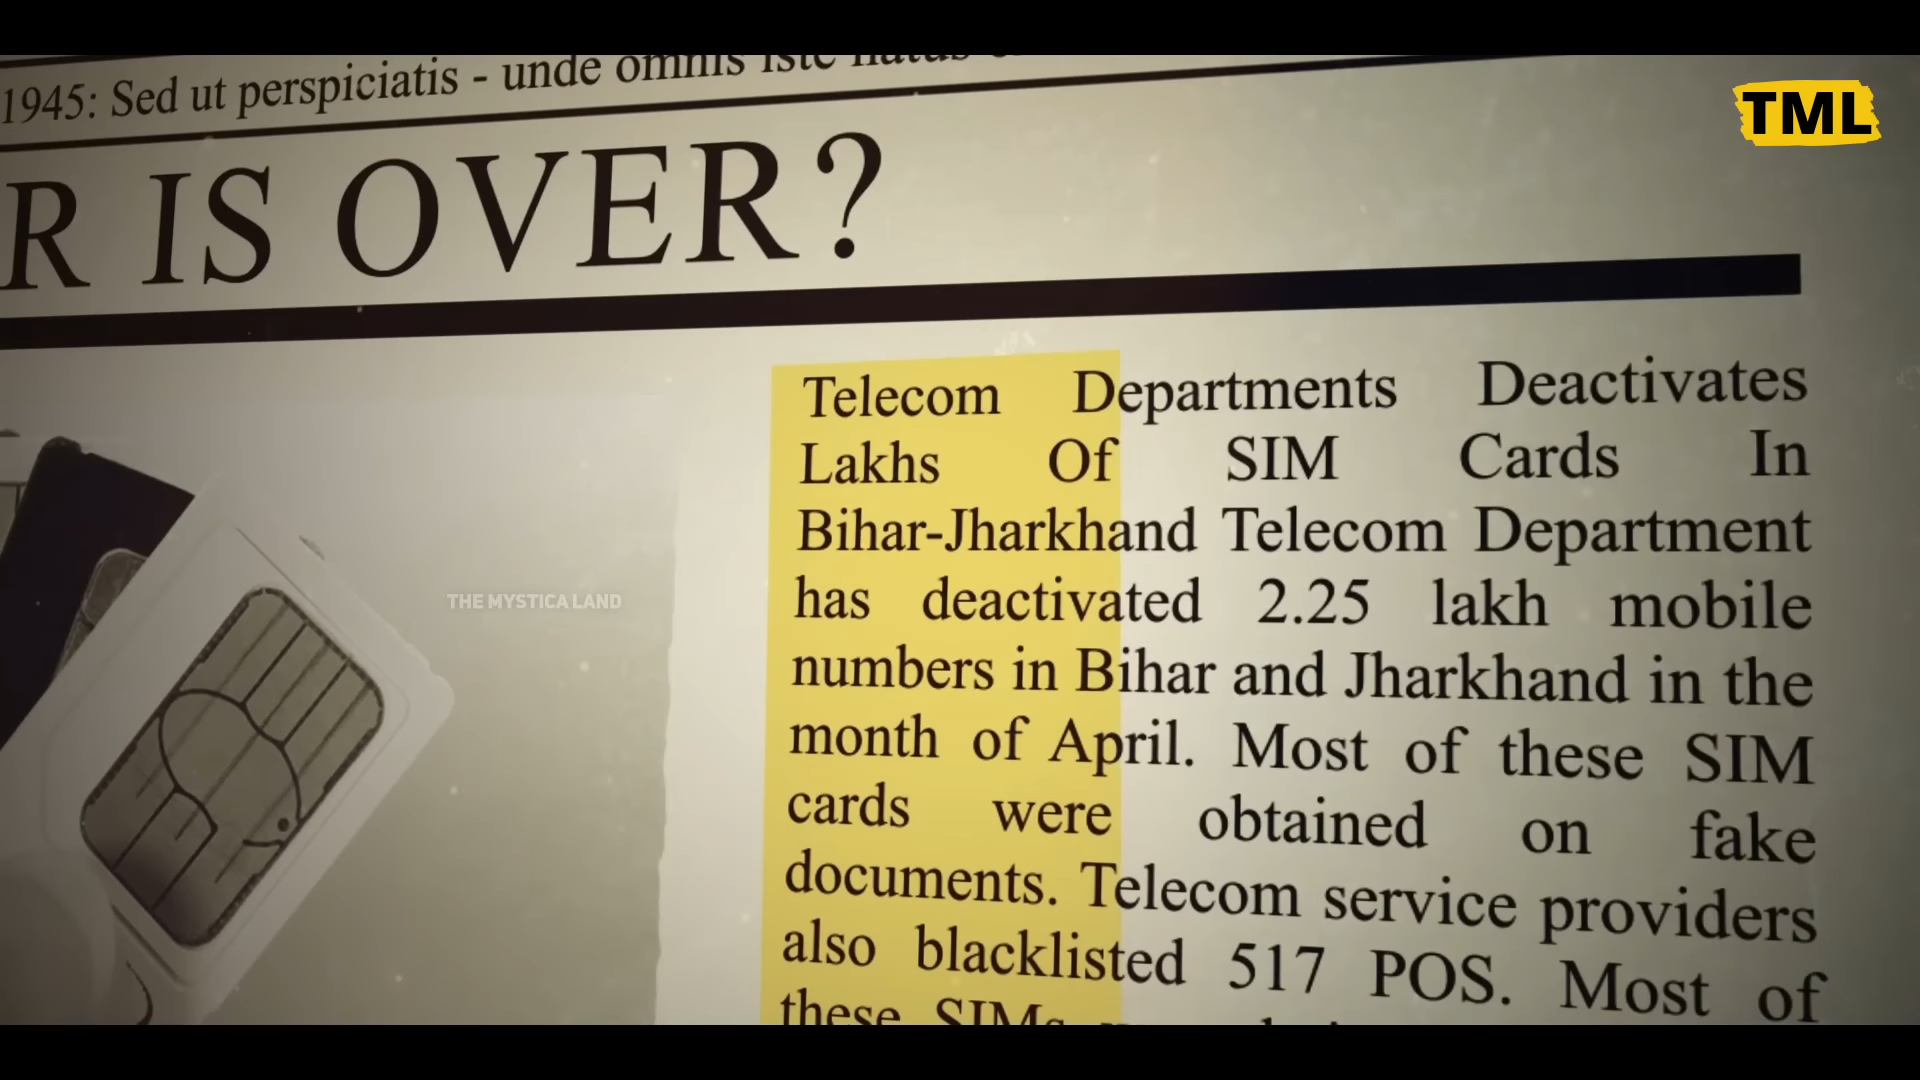 1945: Sed ut perspiciatis - unde omnis iste natus
TML
R IS OVER?
Telecom Departments Deactivates
Lakhs Of SIM Cards In
Bihar-Jharkhand Telecom Department
has deactivated 2.25 lakh mobile
numbers in Bihar and Jharkhand in the
month of April. Most of these SIM
cards were obtained on fake
documents. Telecom service providers
also blacklisted 517 POS. Most of
these SIMs
THE MYSTICA LAND